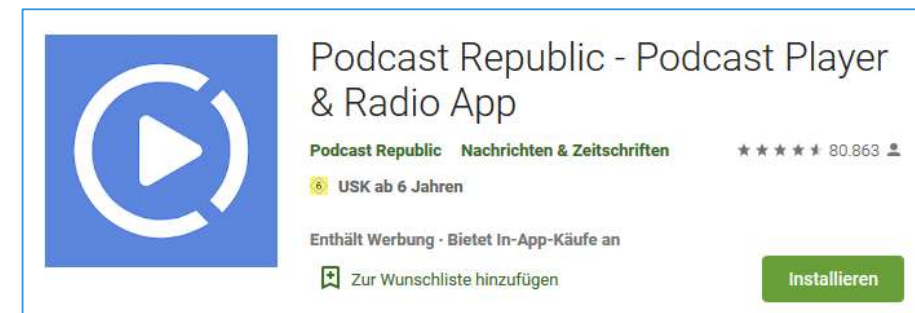 Podcast Republic - Podcast Player
& Radio App
Podcast Republic Nachrichten & Zeitschriften 80.863
6 USK ab 6 Jahren
Enthält Werbung · Bietet In-App-Käufe an
Zur Wunschliste hinzufügen
Installieren